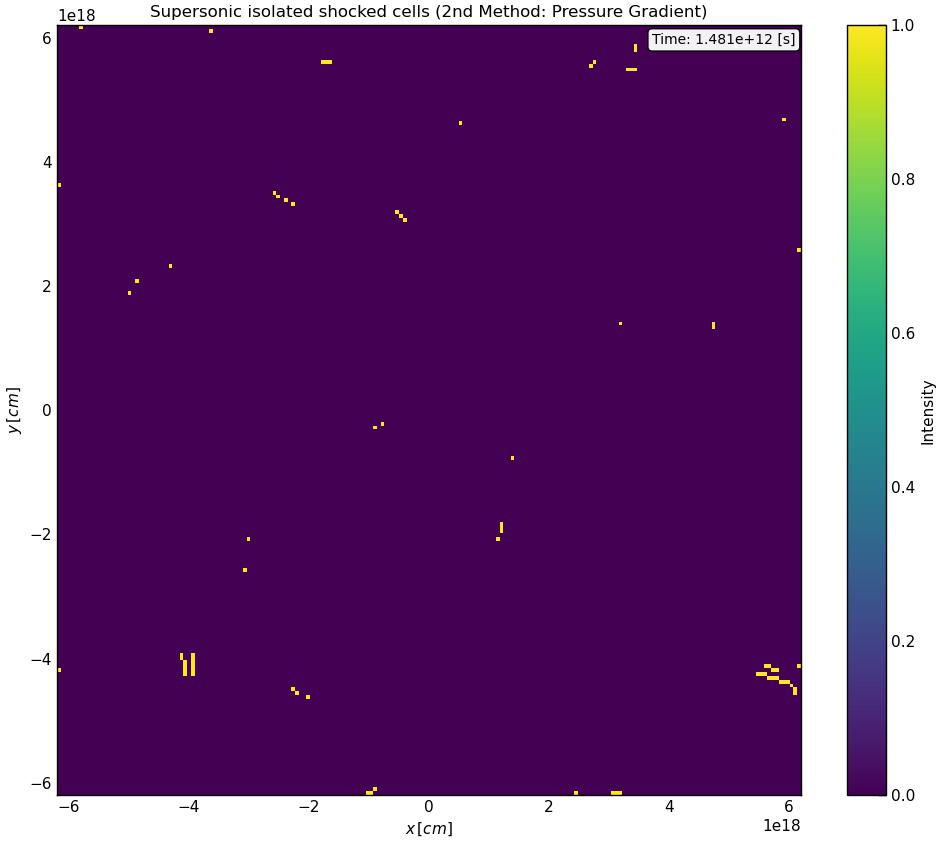 Supersonic isolated shocked cells (2nd Method: Pressure Gradient)
1e18
Time: 1.481e+12 [s]
6
4
2
0
−2
−4
−6
y [cm]
−6 −4 −2 0 2 4 6
1e18
x [cm]
1.0
0.8
0.6
0.4
0.2
0.0
Intensity